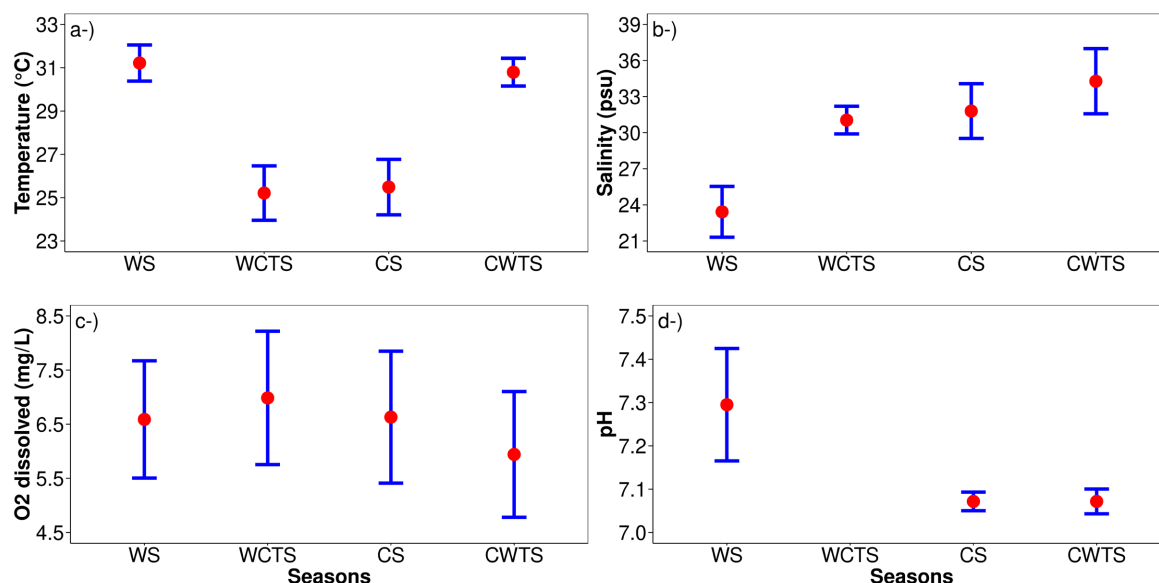 a-)
Temperature (°C)
33
31
29
27
25
23
WS WCTS CS CWTS
b-)
Salinity (psu)
39
36
33
30
27
24
21
WS WCTS CS CWTS
c-)
O2 dissolved (mg/L)
8.5
7.5
6.5
5.5
4.5
WS WCTS CS CWTS
Seasons
d-)
pH
7.5
7.4
7.3
7.2
7.1
7.0
WS WCTS CS CWTS
Seasons